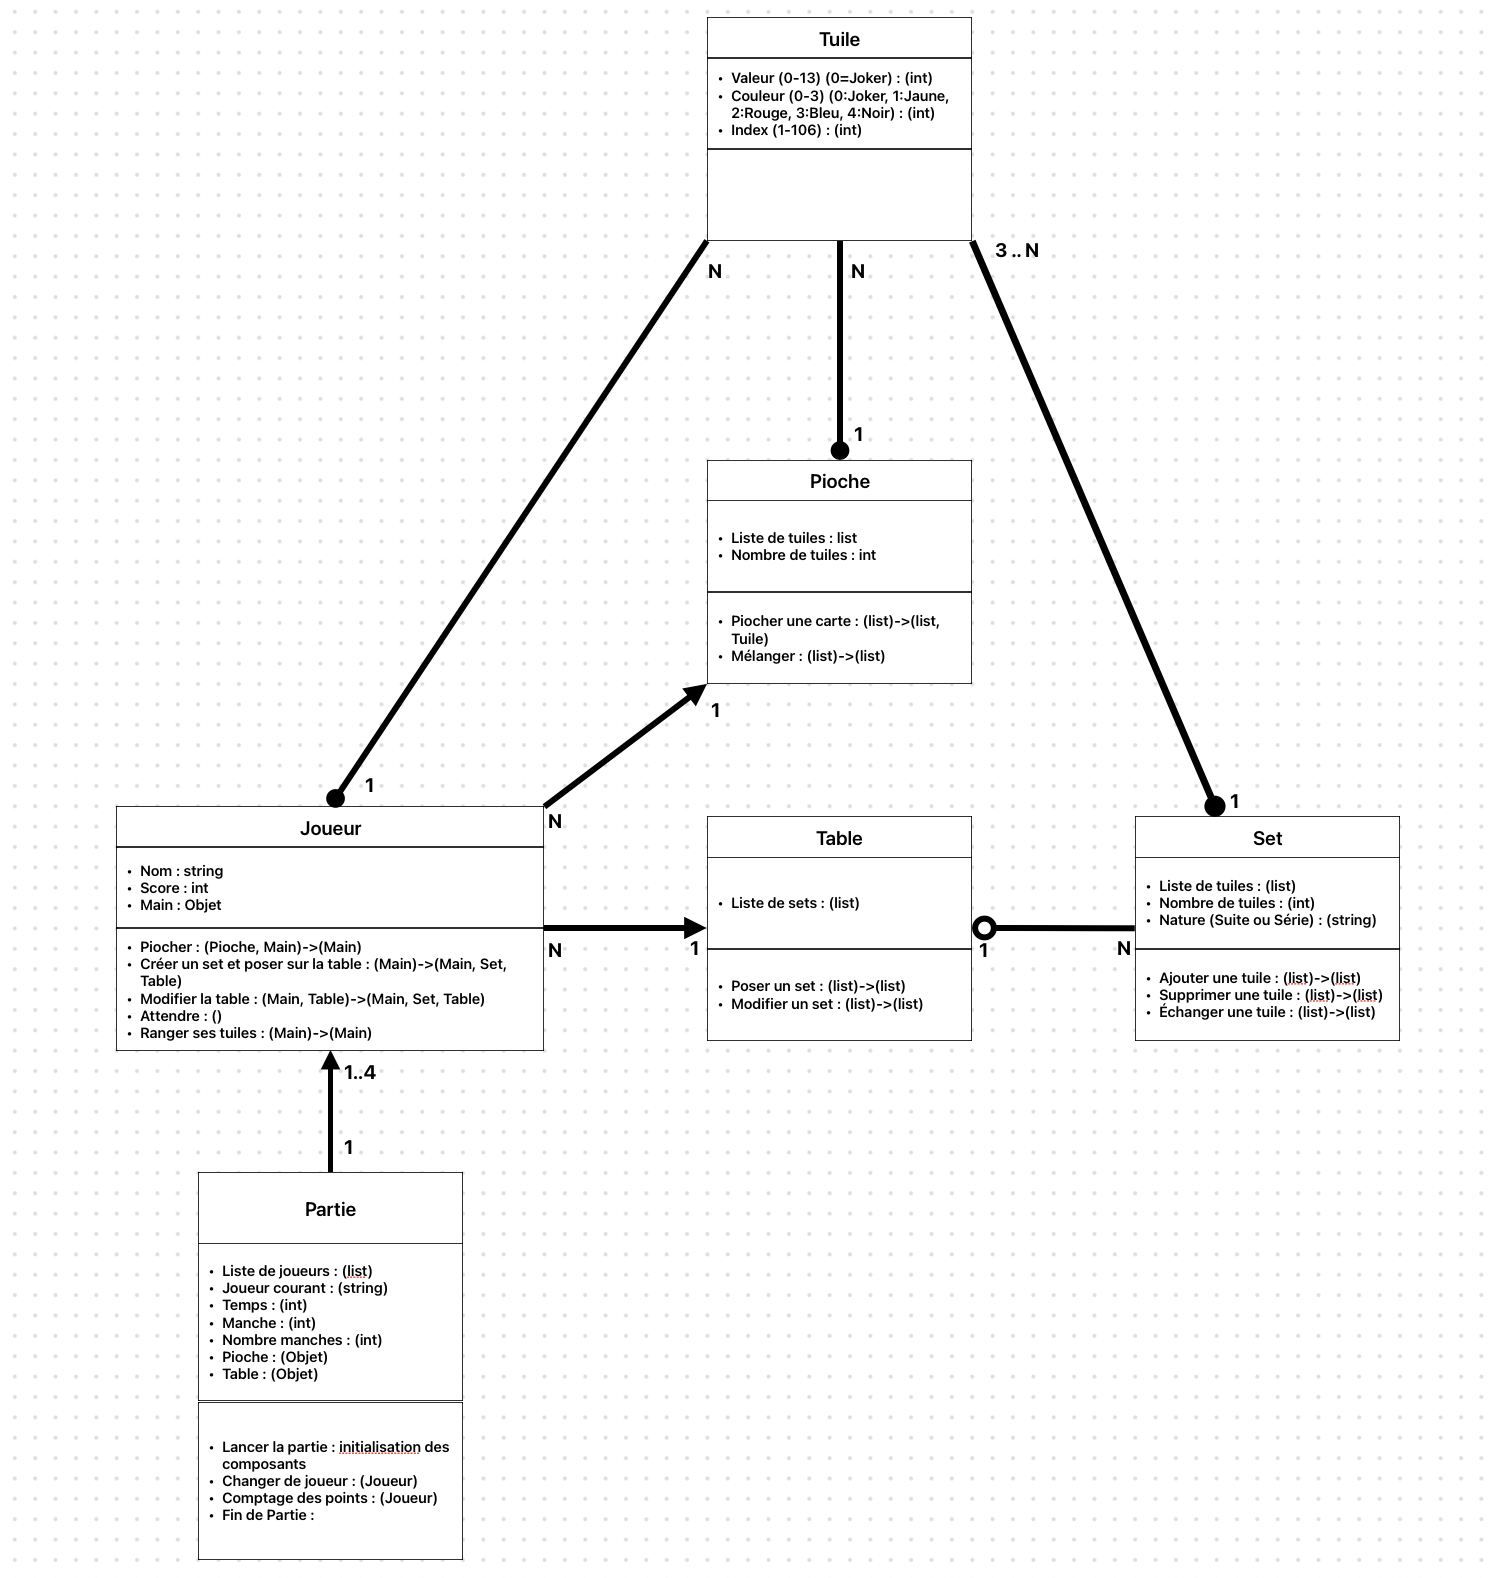 Tuile
• Valeur (0-13) (0=Joker) : (int)
• Couleur (0-3) (0:Joker, 1:Jaune,
2:Rouge, 3:Bleu, 4:Noir) : (int)
• Index (1-106) : (int)
N
N
3 .. N
1
Pioche
• Liste de tuiles : list
• Nombre de tuiles : int
• Piocher une carte : (list)->(list,
Tuile)
• Mélanger : (list)->(list)
1
1
N
Joueur
• Nom : string
• Score : int
• Main : Objet
• Piocher : (Pioche, Main)->(Main)
• Créer un set et poser sur la table : (Main)->(Main, Set,
Table)
• Modifier la table : (Main, Table)->(Main, Set, Table)
• Attendre : ()
• Ranger ses tuiles : (Main)->(Main)
N
1
Table
• Liste de sets : (list)
• Poser un set : (list)->(list)
• Modifier un set : (list)->(list)
1
N
1
Set
• Liste de tuiles : (list)
• Nombre de tuiles : (int)
• Nature (Suite ou Série) : (string)
• Ajouter une tuile : (list)->(list)
• Supprimer une tuile : (list)->(list)
• Échanger une tuile : (list)->(list)
1..4
1
Partie
• Liste de joueurs : (list)
• Joueur courant : (string)
• Temps : (int)
• Manche : (int)
• Nombre manches : (int)
• Pioche : (Objet)
• Table : (Objet)
• Lancer la partie : initialisation des
composants
• Changer de joueur : (Joueur)
• Comptage des points : (Joueur)
• Fin de Partie :